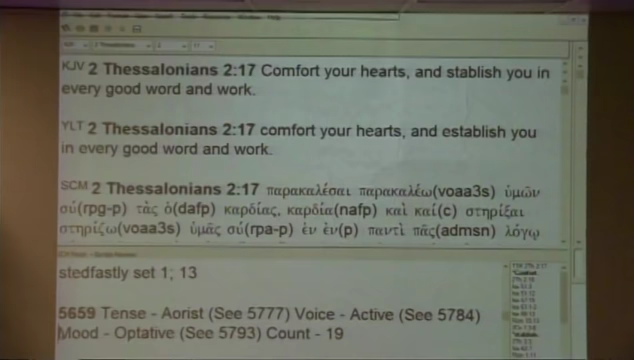 KJV 2 Thessalonians 2:17 Comfort your hearts, and stablish you in
every good word and work.
YLT 2 Thessalonians 2:17 comfort your hearts, and establish you
in every good word and work.
SCM 2 Thessalonians 2:17 παρακαλέσαι παρακαλέω(voaa3s) ὑμῶν
σύ(rpg-p) τὰς ὁ(dafp) καρδίας, καρδία(nafp) καὶ καί(c) στηρίξαι
στηρίζω(voaa3s) ὑμᾶς σύ(rpa-p) ἐν ἐν(p) παντὶ πᾶς(admsn) λόγῳ
stedfastly set 1; 13
5659 Tense - Aorist (See 5777) Voice - Active (See 5784)
Mood - Optative (See 5793) Count - 19